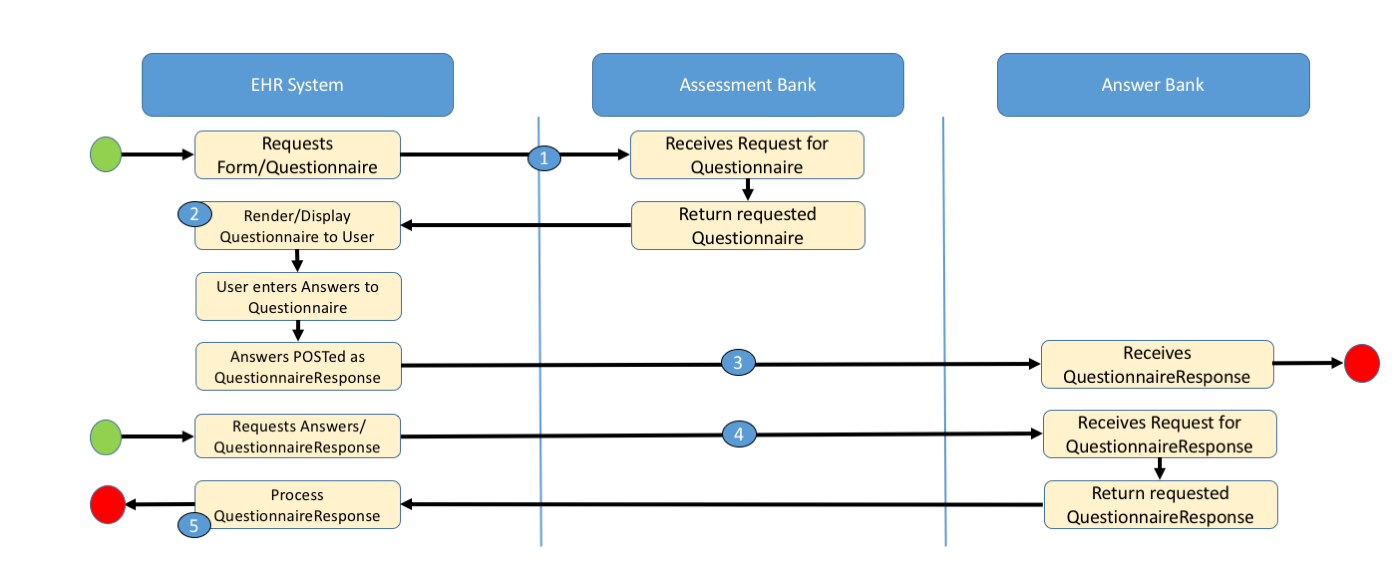 EHR System
Assessment Bank
Answer Bank
Requests
Form/Questionnaire
1
Receives Request for
Questionnaire
2
Render/Display
Questionnaire to User
Return requested
Questionnaire
User enters Answers to
Questionnaire
Answers POSTed as
QuestionnaireResponse
3
Receives
QuestionnaireResponse
Requests Answers/
QuestionnaireResponse
4
Receives Request for
QuestionnaireResponse
Process
QuestionnaireResponse
5
Return requested
QuestionnaireResponse